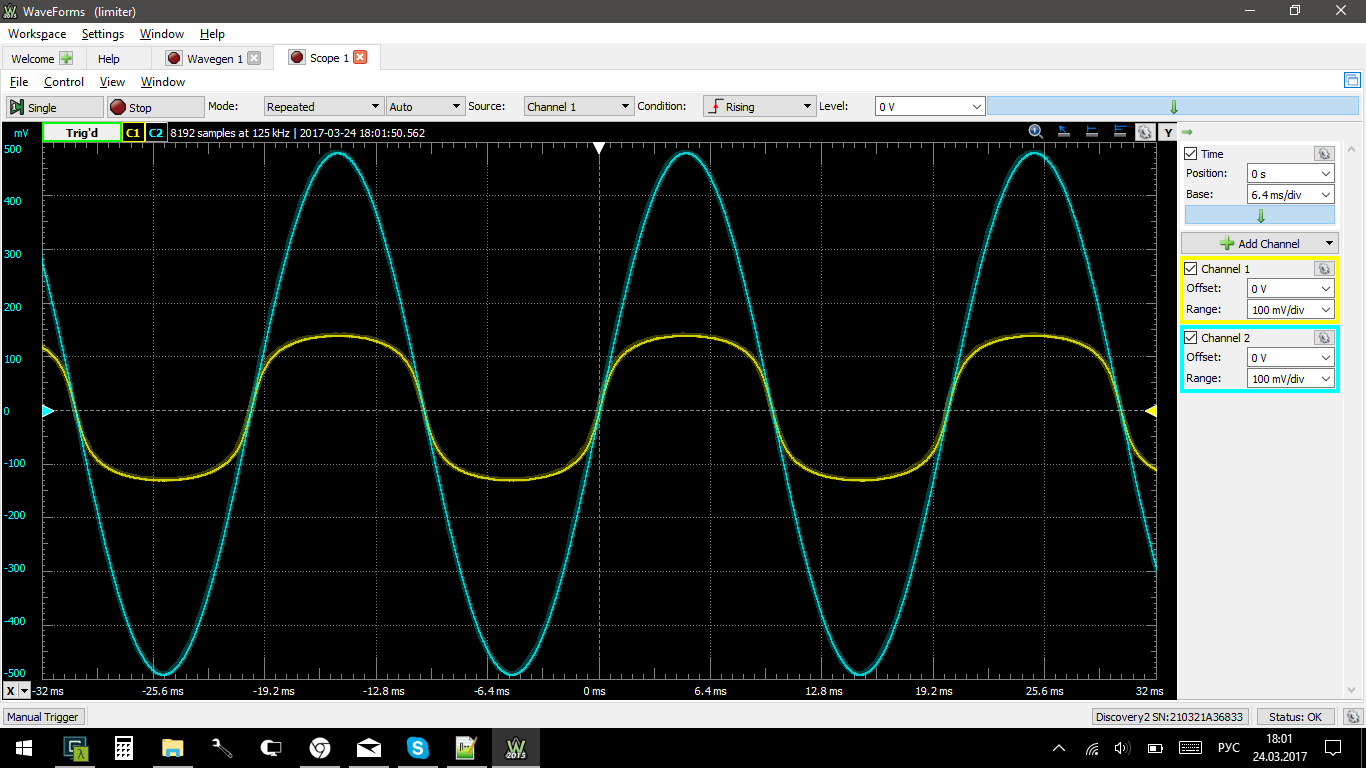 WaveForms (limiter)
Workspace Settings Window Help
Welcome Help Wavegen 1 Scope 1
File Control View Window
Single Stop Mode: Repeated Auto Source: Channel 1 Condition: Rising Level: 0 V
mV Trig'd C1 C2 8192 samples at 125 kHz | 2017-03-24 18:01:50.562 Y
500
400
300
200
100
0
-100
-200
-300
-400
-500
X -32 ms -25.6 ms -19.2 ms -12.8 ms -6.4 ms 0 ms 6.4 ms 12.8 ms 19.2 ms 25.6 ms 32 ms
Time
Position: 0 s
Base: 6.4 ms/div
Add Channel
Channel 1
Offset: 0 V
Range: 100 mV/div
Channel 2
Offset: 0 V
Range: 100 mV/div
Manual Trigger Discovery2 SN:210321A36833 Status: OK
W 2015 РУС 18:01
24.03.2017